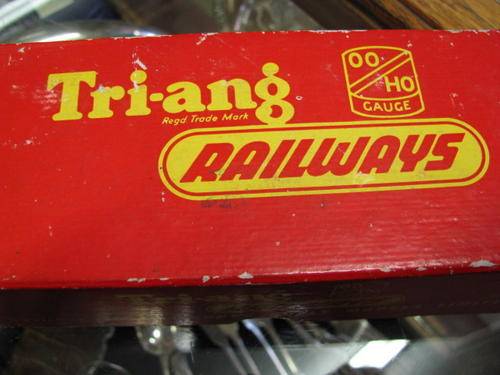 Tri-ang
Regd Trade Mark
OO
HO
GAUGE
RAILWAYS